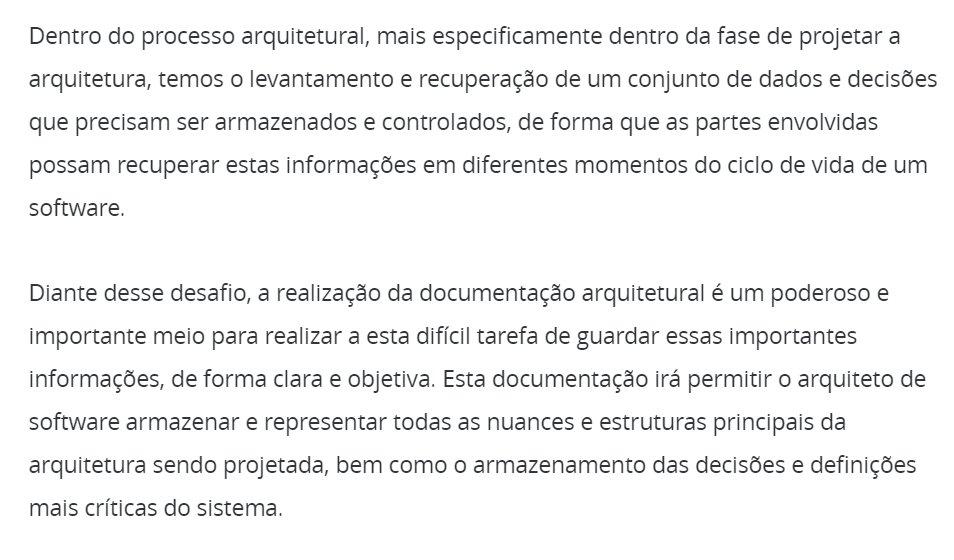 Dentro do processo arquitetural, mais especificamente dentro da fase de projetar a
arquitetura, temos o levantamento e recuperação de um conjunto de dados e decisões
que precisam ser armazenados e controlados, de forma que as partes envolvidas
possam recuperar estas informações em diferentes momentos do ciclo de vida de um
software.
Diante desse desafio, a realização da documentação arquitetural é um poderoso e
importante meio para realizar a esta difícil tarefa de guardar essas importantes
informações, de forma clara e objetiva. Esta documentação irá permitir o arquiteto de
software armazenar e representar todas as nuances e estruturas principais da
arquitetura sendo projetada, bem como o armazenamento das decisões e definições
mais críticas do sistema.